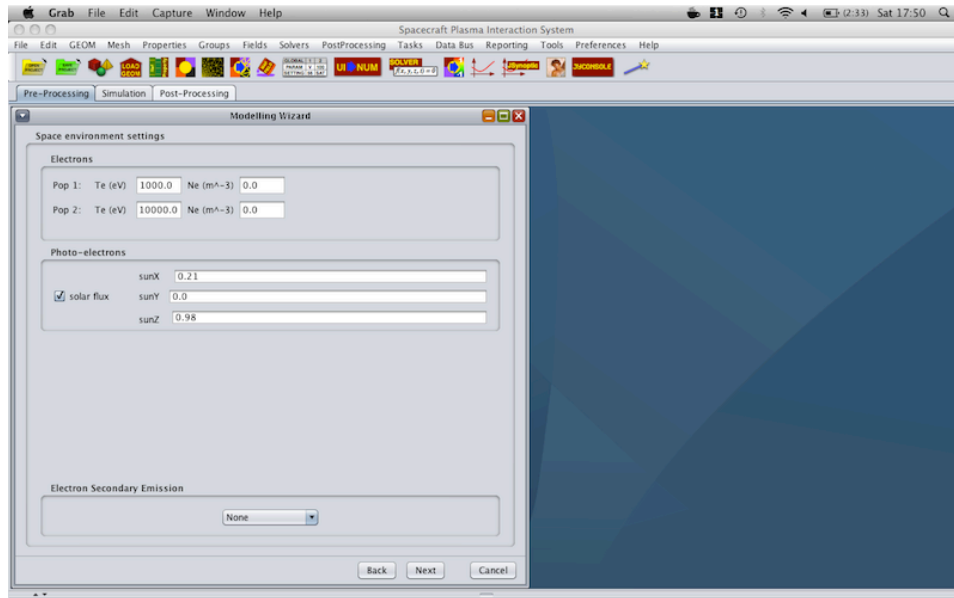 Grab File Edit Capture Window Help (2:33) Sat 17:50
Spacecraft Plasma Interaction System
File Edit GEOM Mesh Properties Groups Fields Solvers PostProcessing Tasks Data Bus Reporting Tools Preferences Help
LOAD GEOM UI NUM SOLVER JSynoptic JYCONSOLE
Pre-Processing Simulation Post-Processing
Modelling Wizard
Space environment settings
Electrons
Pop 1: Te (eV) 1000.0 Ne (m^-3) 0.0
Pop 2: Te (eV) 10000.0 Ne (m^-3) 0.0
Photo-electrons
sunX 0.21
solar flux sunY 0.0
sunZ 0.98
Electron Secondary Emission
None
Back Next Cancel